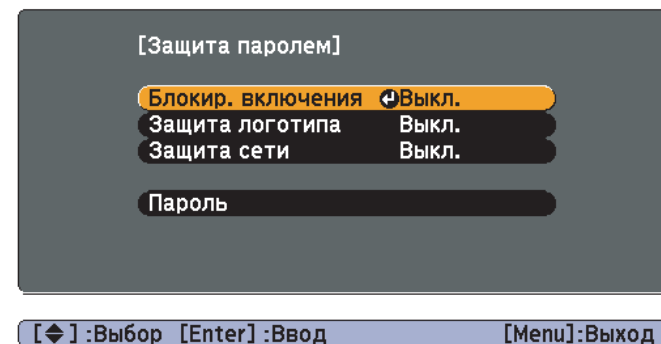 [Защита паролем]
Блокир. включения Выкл.
Защита логотипа Выкл.
Защита сети Выкл.
Пароль
[ ] :Выбор [Enter] :Ввод [Menu]:Выход